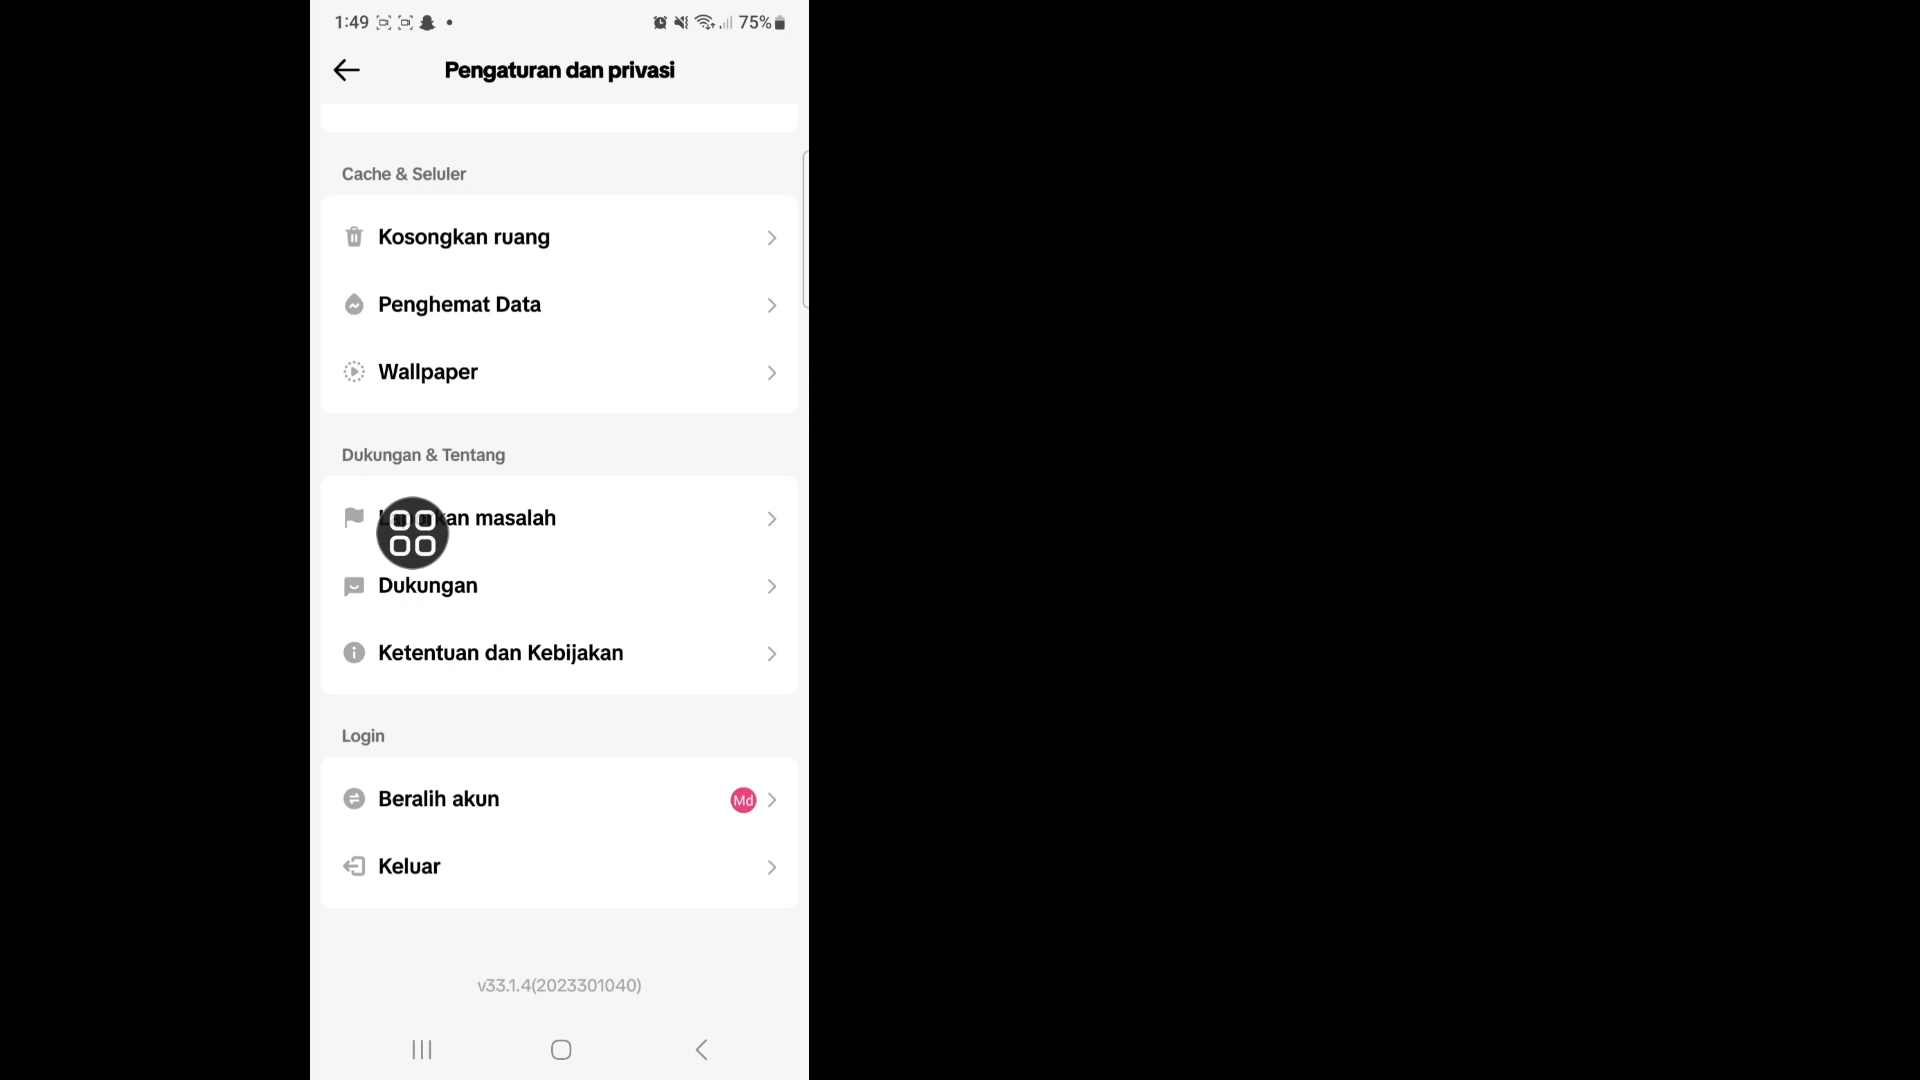 1:49
75%
Pengaturan dan privasi
Cache & Seluler
Kosongkan ruang
Penghemat Data
Wallpaper
Dukungan & Tentang
Laporkan masalah
Dukungan
Ketentuan dan Kebijakan
Login
Beralih akun
Md
Keluar
v33.1.4(2023301040)